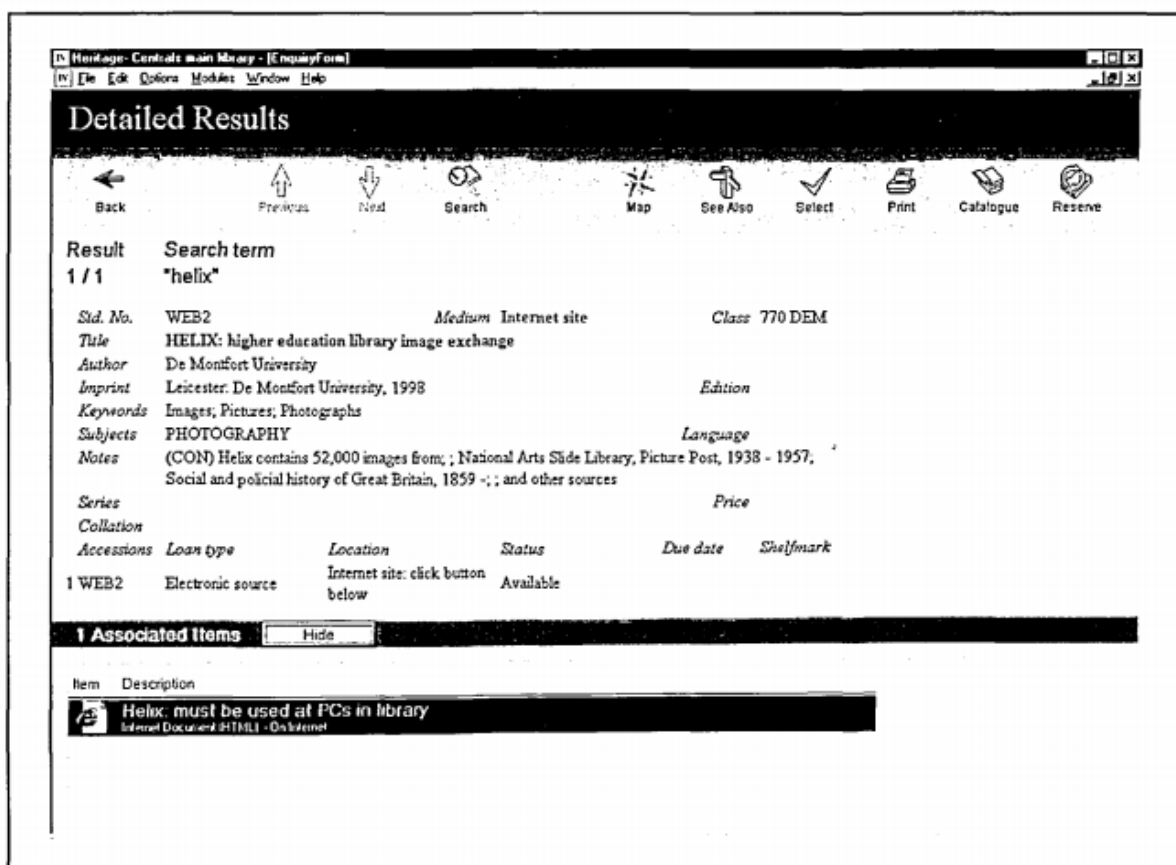 Heritage- Centrals main library - [EnquiryForm]
File Edit Options Modules Window Help
Detailed Results
Back Previous Next Search Map See Also Select Print Catalogue Reserve
Result Search term
1 / 1 "helix"
Std. No. WEB2 Medium Internet site Class 770 DEM
Title HELIX: higher education library image exchange
Author De Montfort University
Imprint Leicester: De Montfort University, 1998 Edition
Keywords Images; Pictures; Photographs
Subjects PHOTOGRAPHY Language
Notes (CON) Helix contains 52,000 images from; ; National Arts Slide Library, Picture Post, 1938 - 1957;
Social and policial history of Great Britain, 1859 -; ; and other sources
Series Price
Collation
Accessions Loan type Location Status Due date Shelfmark
1 WEB2 Electronic source Internet site: click button below Available
1 Associated Items Hide
Item Description
Helix: must be used at PCs in library
Internet Document (HTML) - On Internet